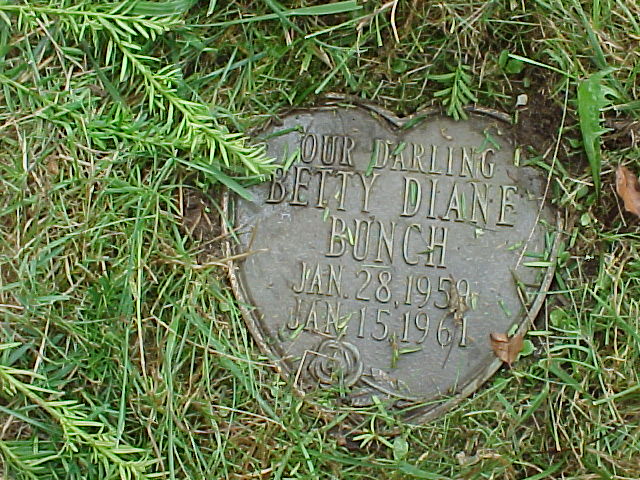 OUR DARLING
BETTY DIANE
BUNCH
JAN. 28, 1959
JAN. 15, 1961